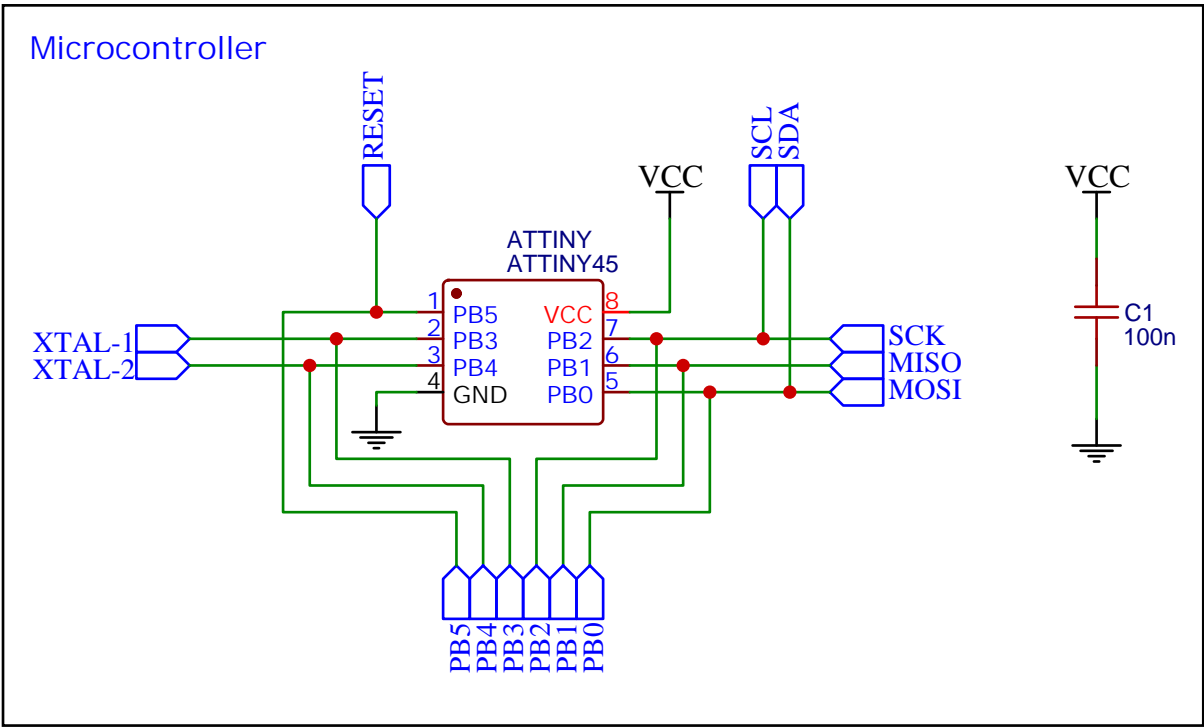 Microcontroller
RESET
SCL
SDA
VCC
VCC
ATTINY
ATTINY45
1
PB5
VCC
8
XTAL-1
2
PB3
PB2
7
SCK
XTAL-2
3
PB4
PB1
6
MISO
4
GND
PB0
5
MOSI
C1
100n
PB5
PB4
PB3
PB2
PB1
PB0